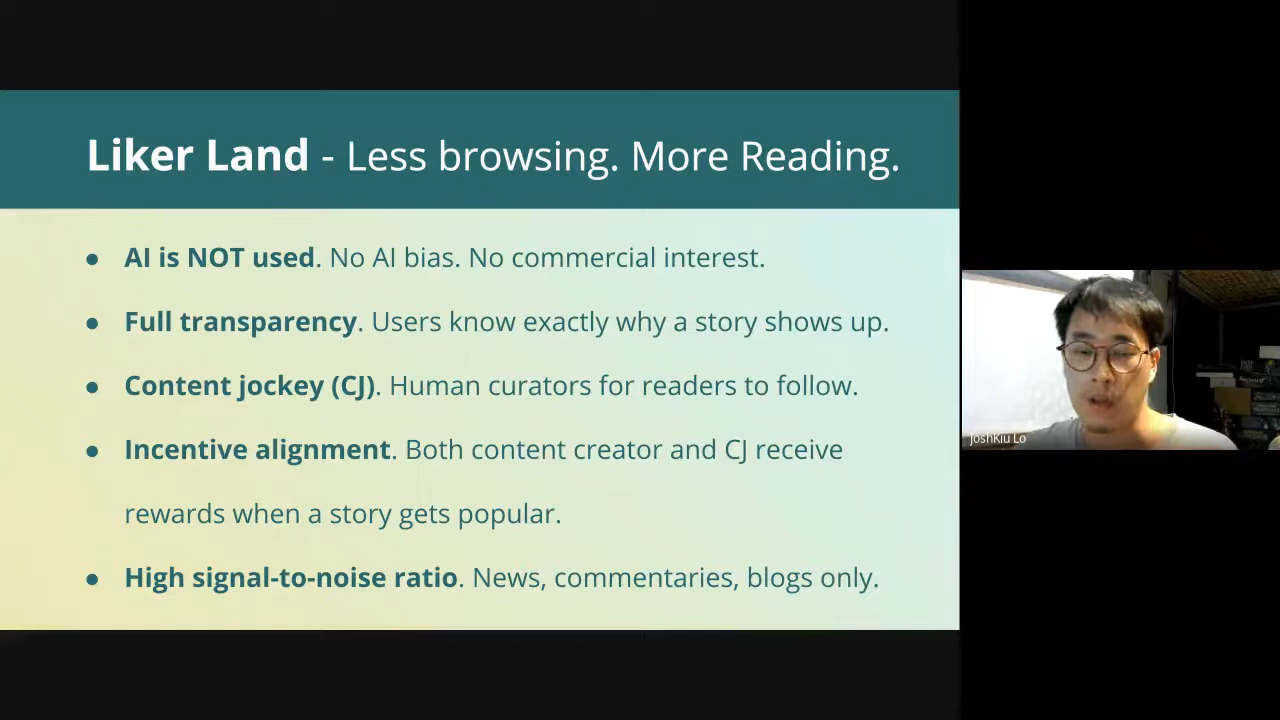 Liker Land - Less browsing. More Reading.
● AI is NOT used. No AI bias. No commercial interest.
● Full transparency. Users know exactly why a story shows up.
● Content jockey (CJ). Human curators for readers to follow.
● Incentive alignment. Both content creator and CJ receive
rewards when a story gets popular.
● High signal-to-noise ratio. News, commentaries, blogs only.
JoshKiu Lo